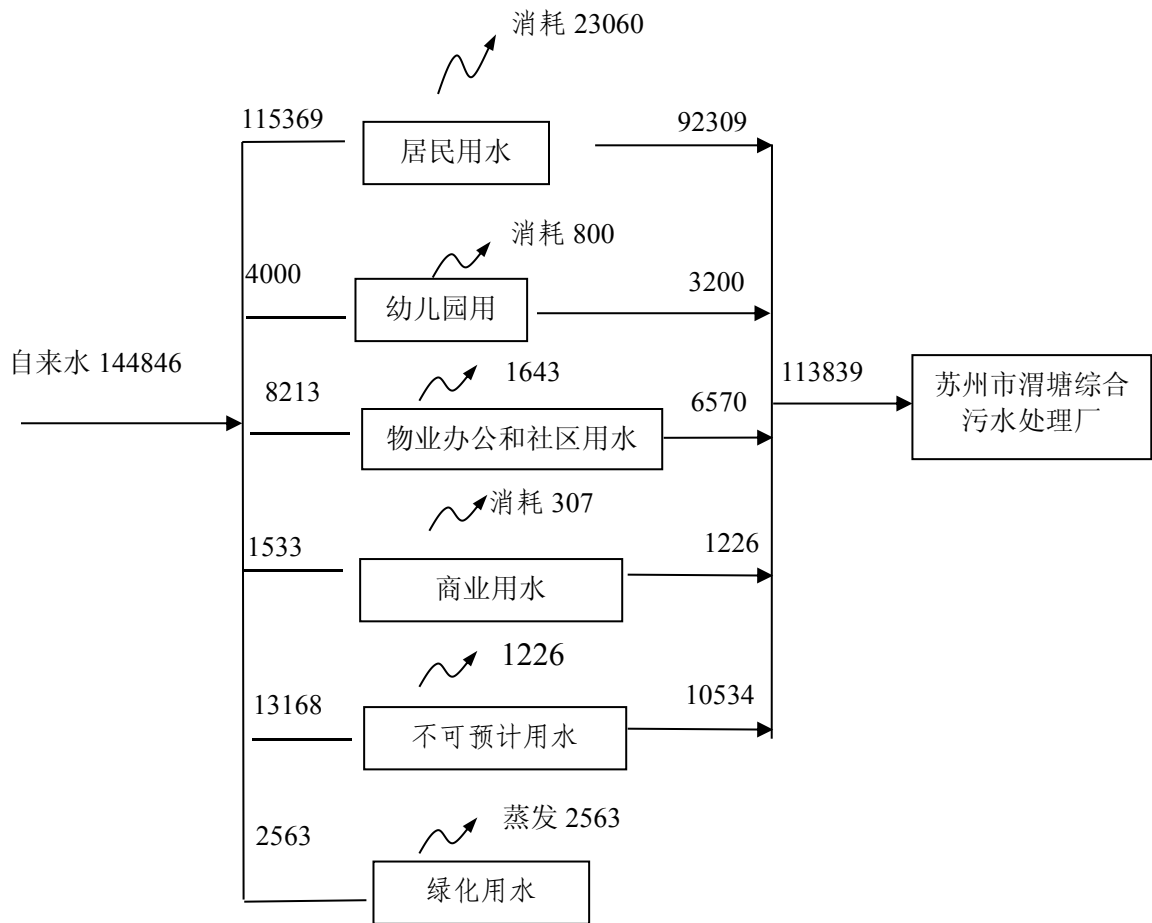 消耗 23060
115369
居民用水
92309
消耗 800
4000
幼儿园用
3200
自来水 144846
1643
8213
物业办公和社区用水
6570
113839
苏州市渭塘综合
污水处理厂
消耗 307
1533
商业用水
1226
1226
13168
不可预计用水
10534
蒸发 2563
2563
绿化用水